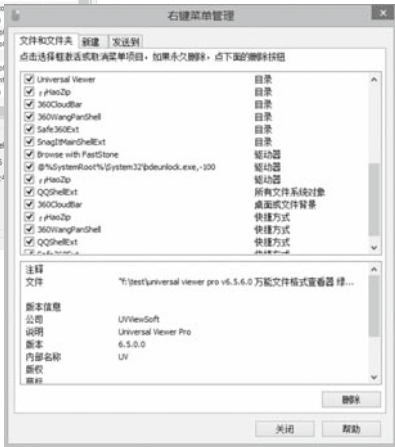 右键菜单管理
文件和文件夹 新建 发送到
点击选择框激活或取消菜单项目，如果永久删除，点下面的删除按钮
Universal Viewer 目录
HaoZip 目录
360CloudBar 目录
360WangPanShell 目录
Safe360Ext 目录
SnagItMainShellExt 目录
Browse with FastStone 驱动器
@%SystemRoot%\System32\bdeunlock.exe,-100 驱动器
HaoZip 驱动器
QQShellExt 所有文件系统对象
360CloudBar 桌面或文件背景
HaoZip 快捷方式
360WangPanShell 快捷方式
QQShellExt 快捷方式
Safe360Ext 快捷方式
注释
文件 "f:\test\universal viewer pro v6.5.6.0 万能文件格式查看器 绿...
版本信息
公司 UVViewSoft
说明 Universal Viewer Pro
版本 6.5.0.0
内部名称 UV
版权
商标
删除
关闭 帮助